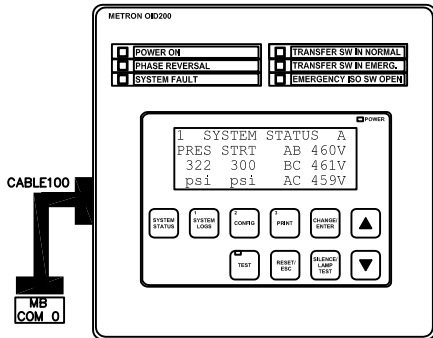 METRON OID200
POWER ON
TRANSFER SW IN NORMAL
PHASE REVERSAL
TRANSFER SW IN EMERG.
SYSTEM FAULT
EMERGENCY ISO SW OPEN
POWER
1 SYSTEM STATUS A
PRES STRT AB 460V
322 300 BC 461V
psi psi AC 459V
CABLE100
SYSTEM STATUS
1 SYSTEM LOGS
2 CONFIG
3 PRINT
CHANGE/ ENTER
TEST
RESET/ ESC
SILENCE/ LAMP TEST
MB
COM 0